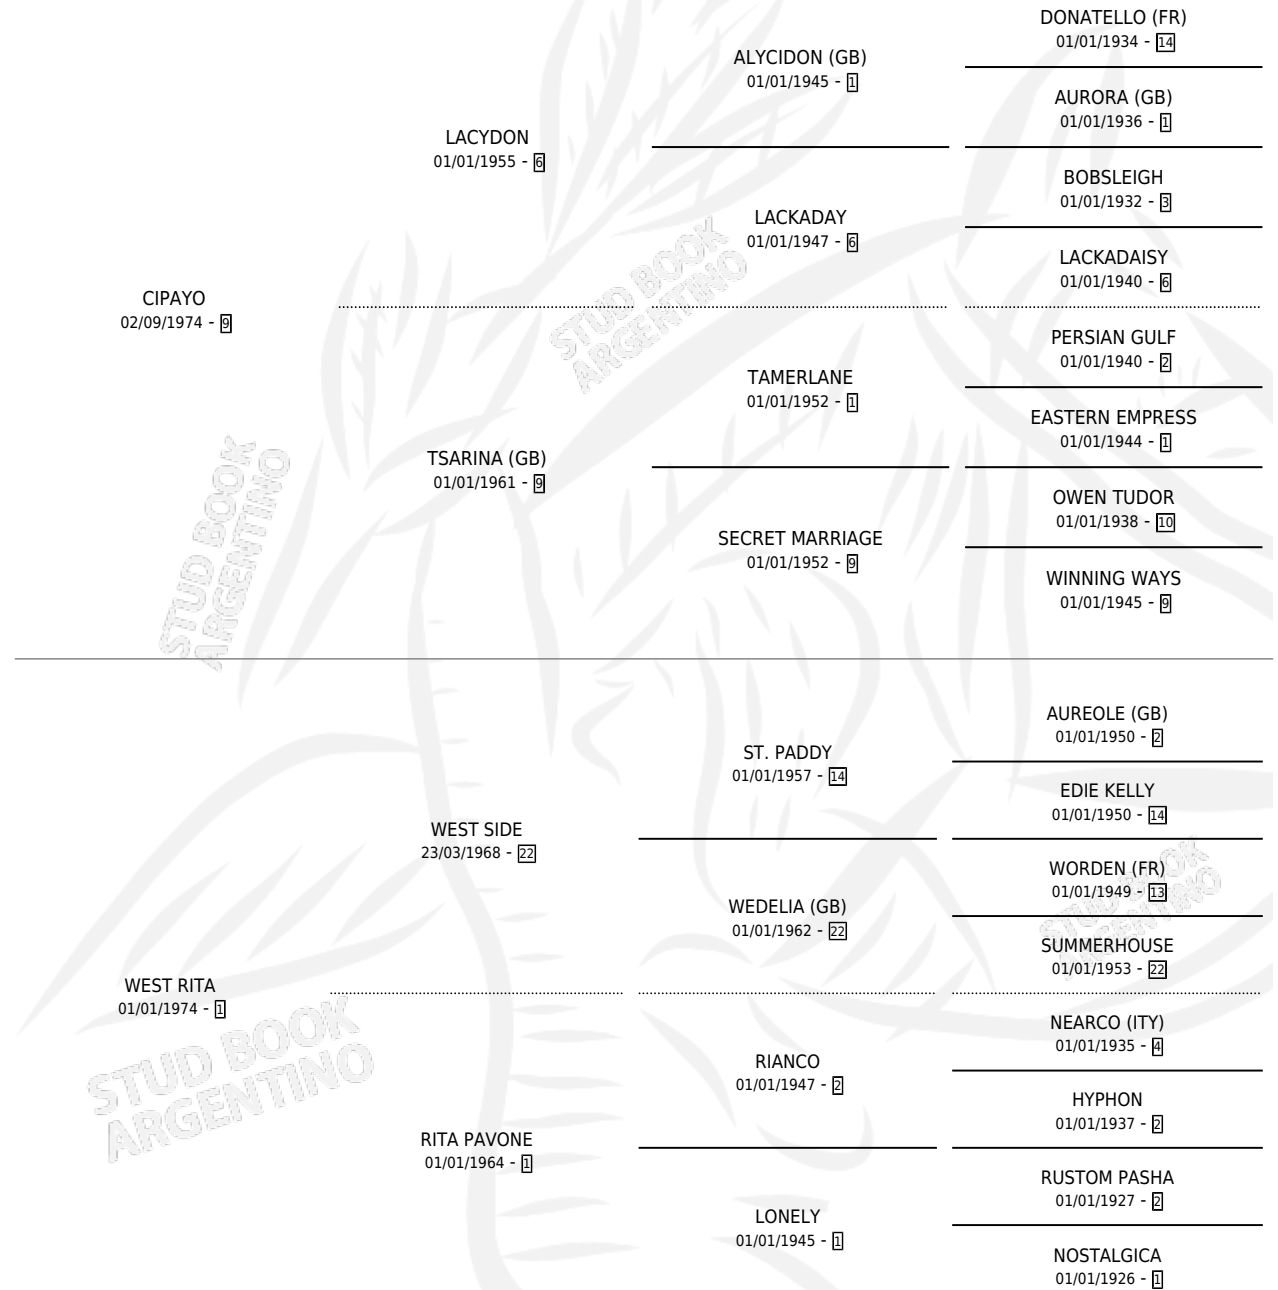 DONATELLO (FR)
01/01/1934 - 14
ALYCIDON (GB)
01/01/1945 - 1
AURORA (GB)
01/01/1936 - 1
LACYDON
01/01/1955 - 6
BOBSLEIGH
01/01/1932 - 3
LACKADAY
01/01/1947 - 6
LACKADAISY
01/01/1940 - 6
CIPAYO
02/09/1974 - 9
PERSIAN GULF
01/01/1940 - 2
TAMERLANE
01/01/1952 - 1
EASTERN EMPRESS
01/01/1944 - 1
TSARINA (GB)
01/01/1961 - 9
OWEN TUDOR
01/01/1938 - 10
SECRET MARRIAGE
01/01/1952 - 9
WINNING WAYS
01/01/1945 - 9
AUREOLE (GB)
01/01/1950 - 2
ST. PADDY
01/01/1957 - 14
EDIE KELLY
01/01/1950 - 14
WEST SIDE
23/03/1968 - 22
WORDEN (FR)
01/01/1949 - 13
WEDELIA (GB)
01/01/1962 - 22
SUMMERHOUSE
01/01/1953 - 22
WEST RITA
01/01/1974 - 1
NEARCO (ITY)
01/01/1935 - 4
RIANCO
01/01/1947 - 2
HYPHON
01/01/1937 - 2
RITA PAVONE
01/01/1964 - 1
RUSTOM PASHA
01/01/1927 - 2
LONELY
01/01/1945 - 1
NOSTALGICA
01/01/1926 - 1
STUD BOOK
ARGENTINO
STUD BOOK
ARGENTINO
STUD BOOK
ARGENTINO
STUD BOOK
ARGENTINO